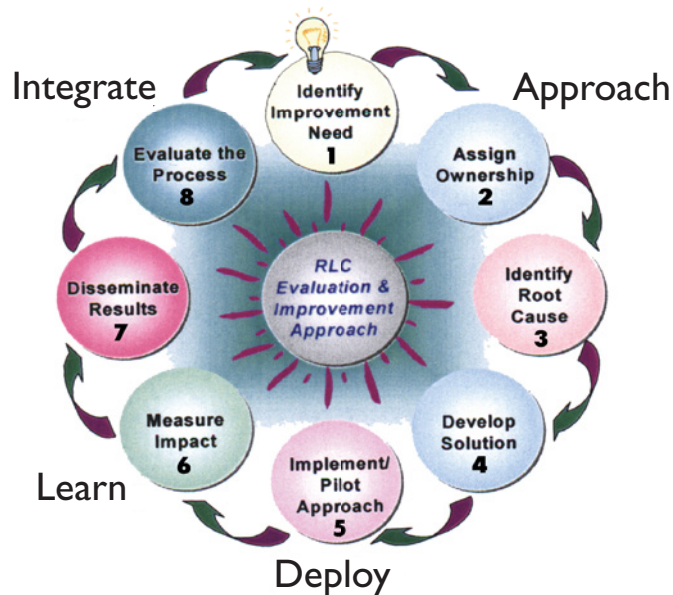 Integrate
Approach
Identify
Improvement
Need
1
Assign
Ownership
2
Identify
Root
Cause
3
Develop
Solution
4
Implement/
Pilot
Approach
5
Measure
Impact
6
Disseminate
Results
7
Evaluate the
Process
8
RLC
Evaluation &
Improvement
Approach
Learn
Deploy